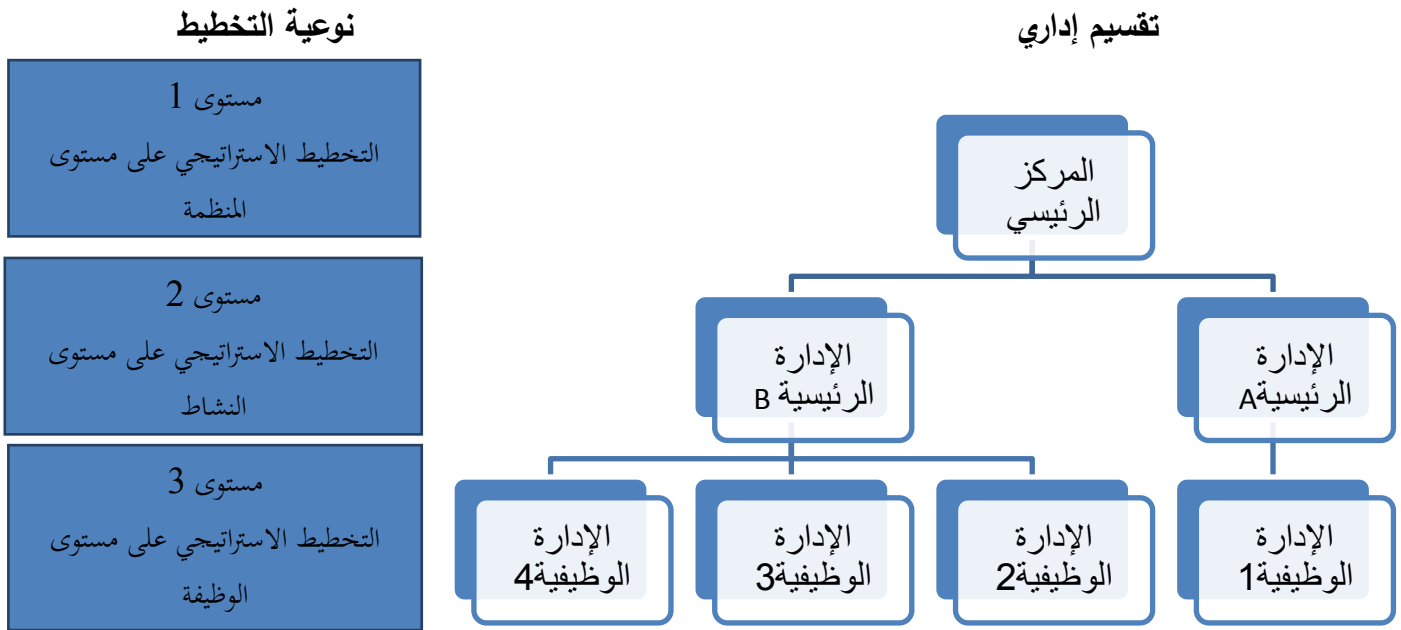 تقسيم إداري
نوعية التخطيط
المركز
الرئيسي
الإدارة
الرئيسيةA
الإدارة
الرئيسية B
الإدارة
الوظيفية1
الإدارة
الوظيفية2
الإدارة
الوظيفية3
الإدارة
الوظيفية4
مستوى 1
التخطيط الاستراتيجي على مستوى
المنظمة
مستوى 2
التخطيط الاستراتيجي على مستوى
النشاط
مستوى 3
التخطيط الاستراتيجي على مستوى
الوظيفة